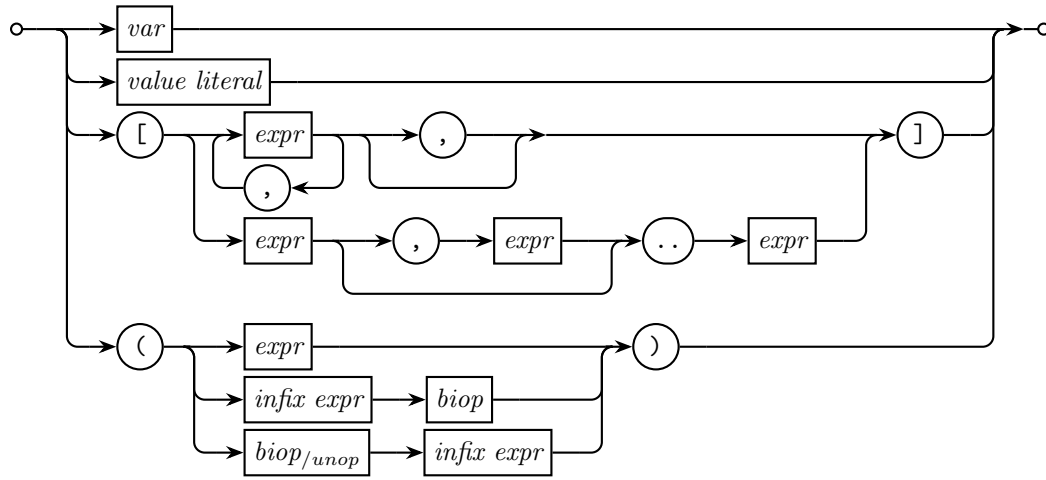 var
value literal
[ expr , ]
,
expr , expr .. expr
( expr )
infix expr biop
biop/unop infix expr